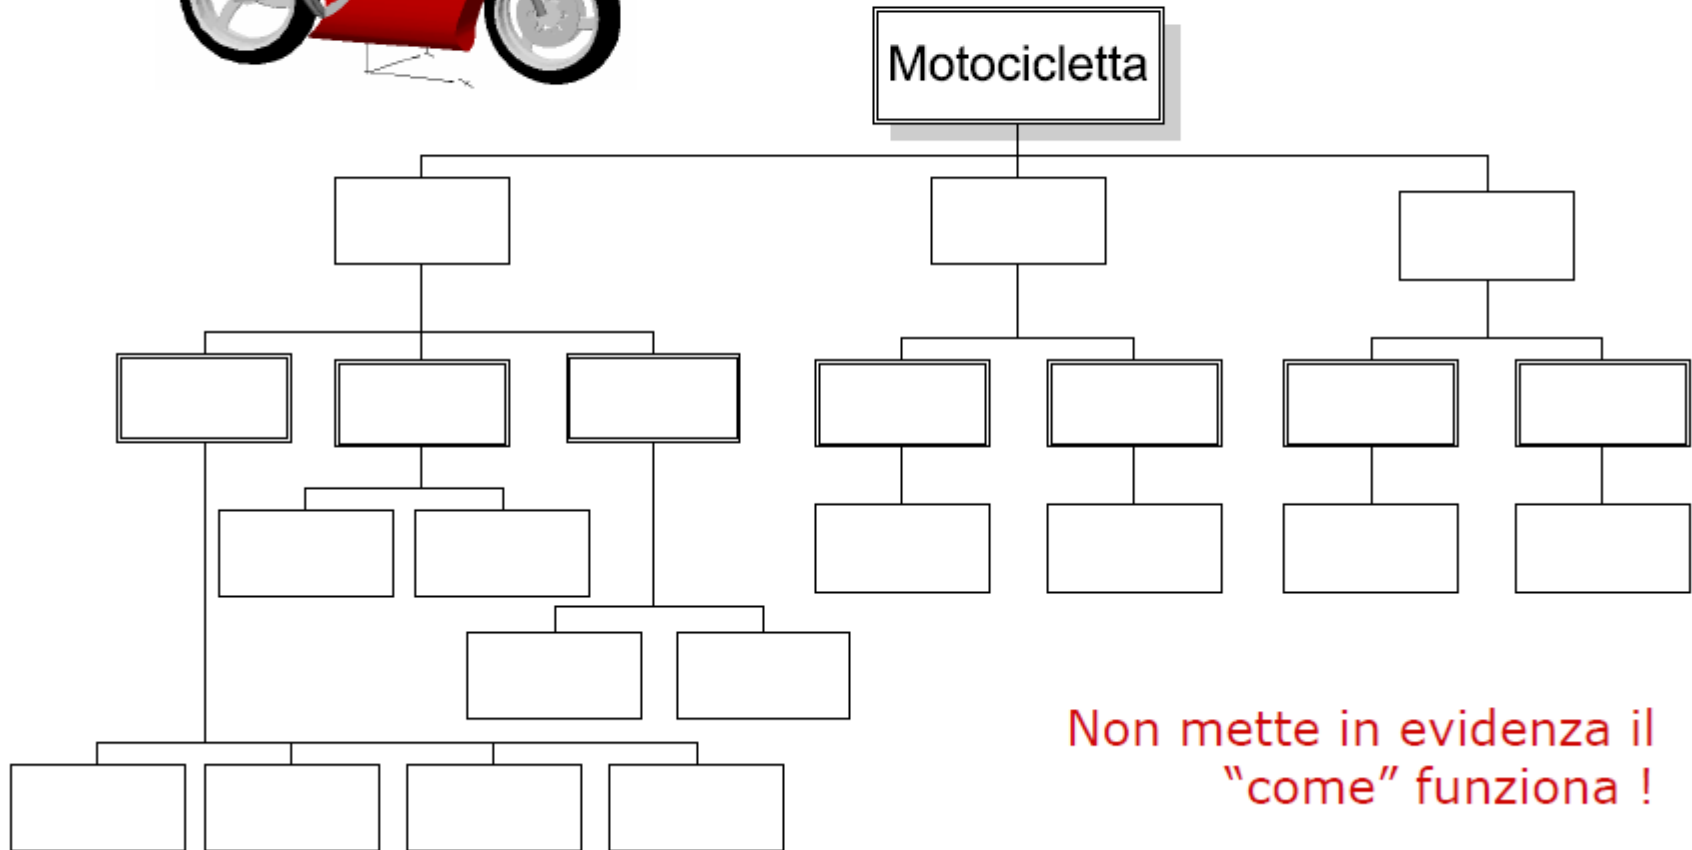 Motocicletta
Non mette in evidenza il
“come” funziona !